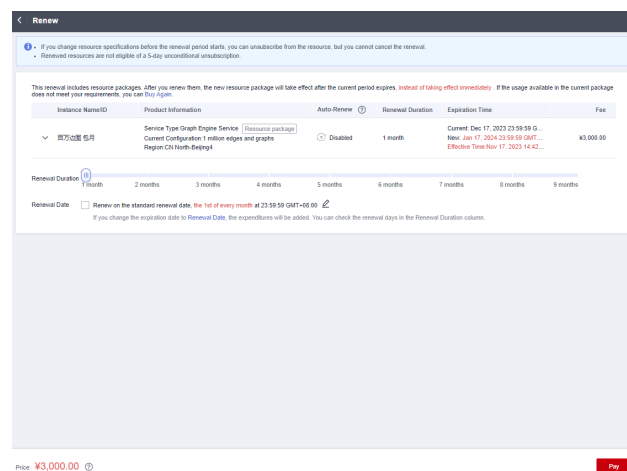 Renew
If you change resource specifications before the renewal period starts, you can unsubscribe from the resource, but you cannot cancel the renewal.
Renewed resources are not eligible of a 5-day unconditional unsubscription.
This renewal includes resource packages. After you renew them, the new resource package will take effect after the current period expires, instead of taking effect immediately . If the usage available in the current package
does not meet your requirements, you can Buy Again.
Instance Name/ID Product Information Auto-Renew Renewal Duration Expiration Time Fee
百万边图 包月
Service Type:Graph Engine Service Resource package
Current Configuration:1 million edges and graphs
Region:CN North-Beijing4
Disabled
1 month
Current: Dec 17, 2023 23:59:59 G...
New: Jan 17, 2024 23:59:59 GMT...
Effective Time:Nov 17, 2023 14:42...
¥3,000.00
Renewal Duration
1 month 2 months 3 months 4 months 5 months 6 months 7 months 8 months 9 months
Renewal Date Renew on the standard renewal date, the 1st of every month at 23:59:59 GMT+08:00
If you change the expiration date to Renewal Date, the expenditures will be added. You can check the renewal days in the Renewal Duration column.
Price: ¥3,000.00
Pay